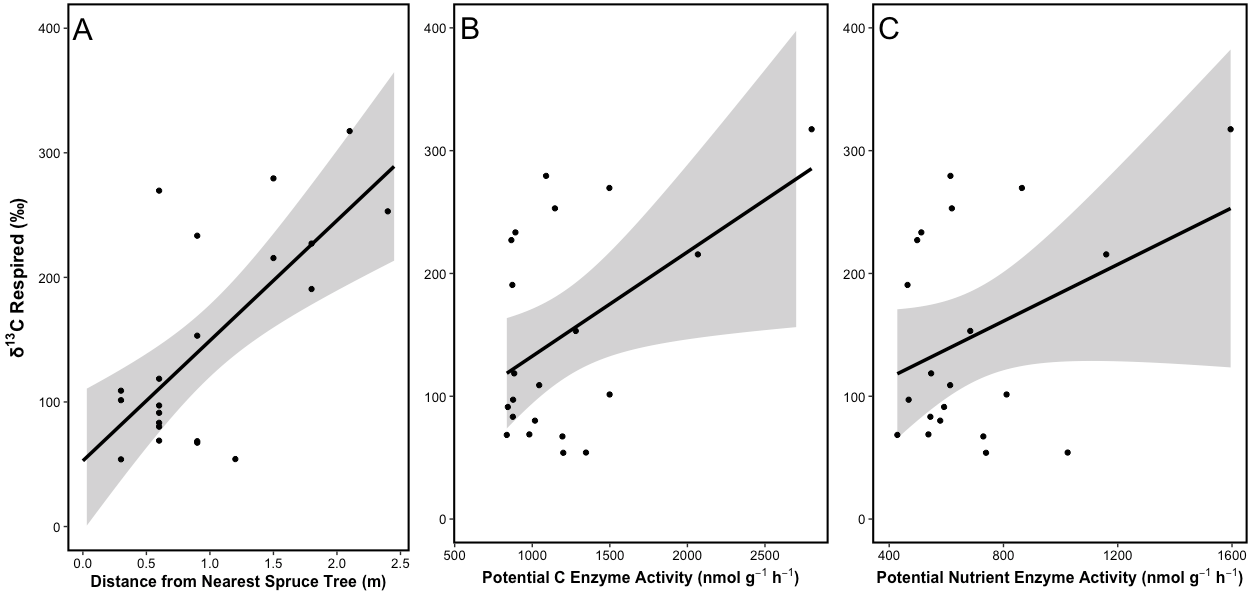 A
B
C
δ¹³C Respired (‰)
400
300
200
100
0
0.0 0.5 1.0 1.5 2.0 2.5
Distance from Nearest Spruce Tree (m)
400
300
200
100
0
500 1000 1500 2000 2500
Potential C Enzyme Activity (nmol g⁻¹ h⁻¹)
400
300
200
100
0
400 800 1200 1600
Potential Nutrient Enzyme Activity (nmol g⁻¹ h⁻¹)